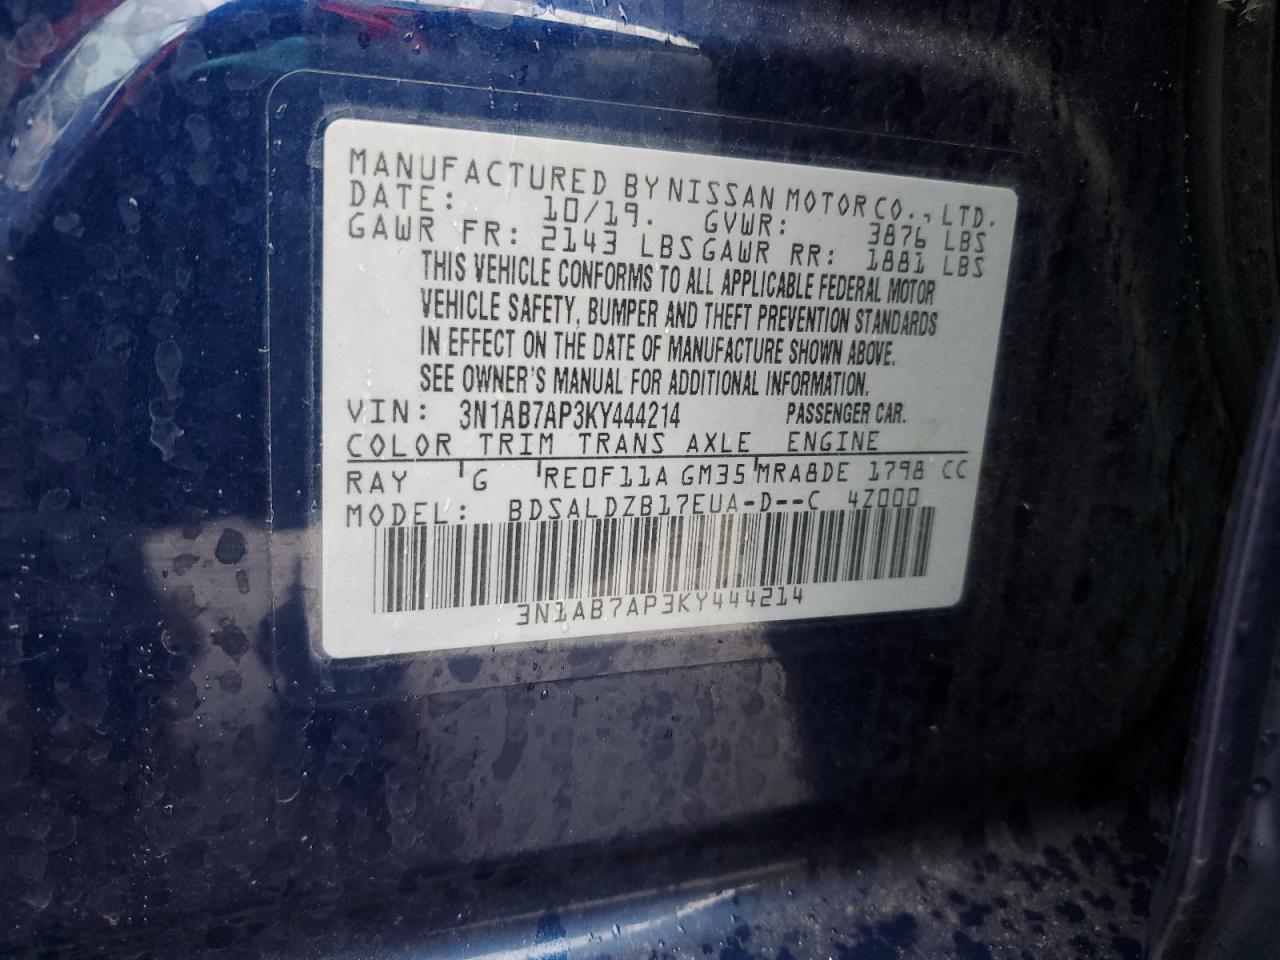 MANUFACTURED BY NISSAN MOTOR CO., LTD.
DATE: 10/19. GVWR: 3876 LBS
GAWR FR: 2143 LBS GAWR RR: 1881 LBS
THIS VEHICLE CONFORMS TO ALL APPLICABLE FEDERAL MOTOR
VEHICLE SAFETY, BUMPER AND THEFT PREVENTION STANDARDS
IN EFFECT ON THE DATE OF MANUFACTURE SHOWN ABOVE.
SEE OWNER'S MANUAL FOR ADDITIONAL INFORMATION.
VIN: 3N1AB7AP3KY444214 PASSENGER CAR.
COLOR TRIM TRANS AXLE ENGINE
RAY G RE0F11A GM35 MRA8DE 1798 CC
MODEL: BDSALDZB17EUA-D--C 4Z000
3N1AB7AP3KY444214